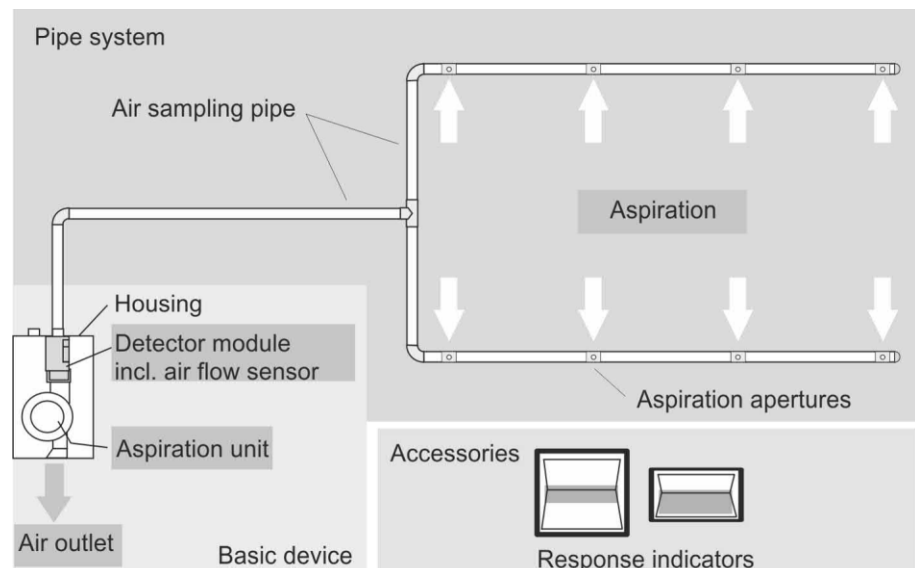 Pipe system
Air sampling pipe
Aspiration
Housing
Detector module
incl. air flow sensor
Aspiration apertures
Aspiration unit
Accessories
Air outlet
Basic device
Response indicators